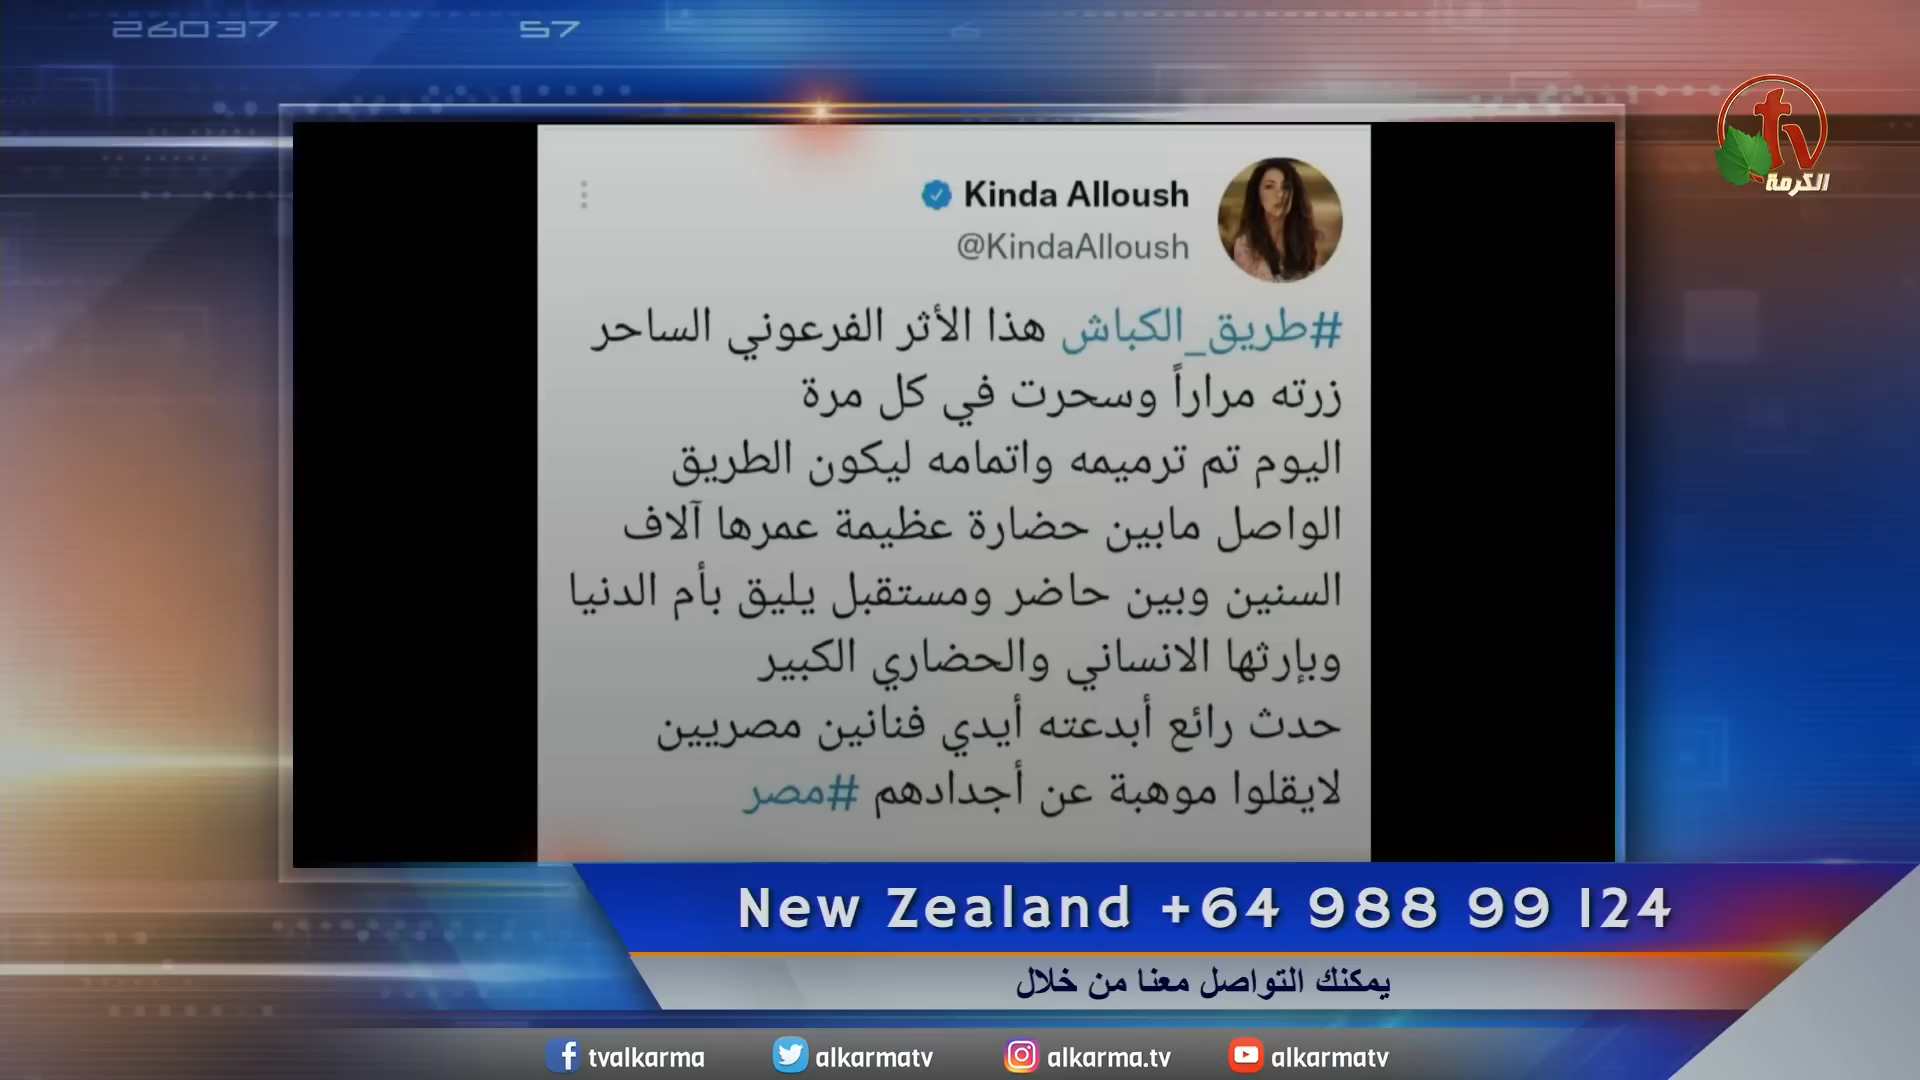 26037
57
tv
الكرمة
Kinda Alloush
@KindaAlloush
#طريق_الكباش هذا الأثر الفرعوني الساحر
زرته مراراً وسحرت في كل مرة
اليوم تم ترميمه واتمامه ليكون الطريق
الواصل مابين حضارة عظيمة عمرها آلاف
السنين وبين حاضر ومستقبل يليق بأم الدنيا
وبإرثها الانساني والحضاري الكبير
حدث رائع أبدعته أيدي فنانين مصريين
لايقلوا موهبة عن أجدادهم #مصر
New Zealand +64 988 99 124
يمكنك التواصل معنا من خلال
tvalkarma
alkarmatv
alkarma.tv
alkarmatv